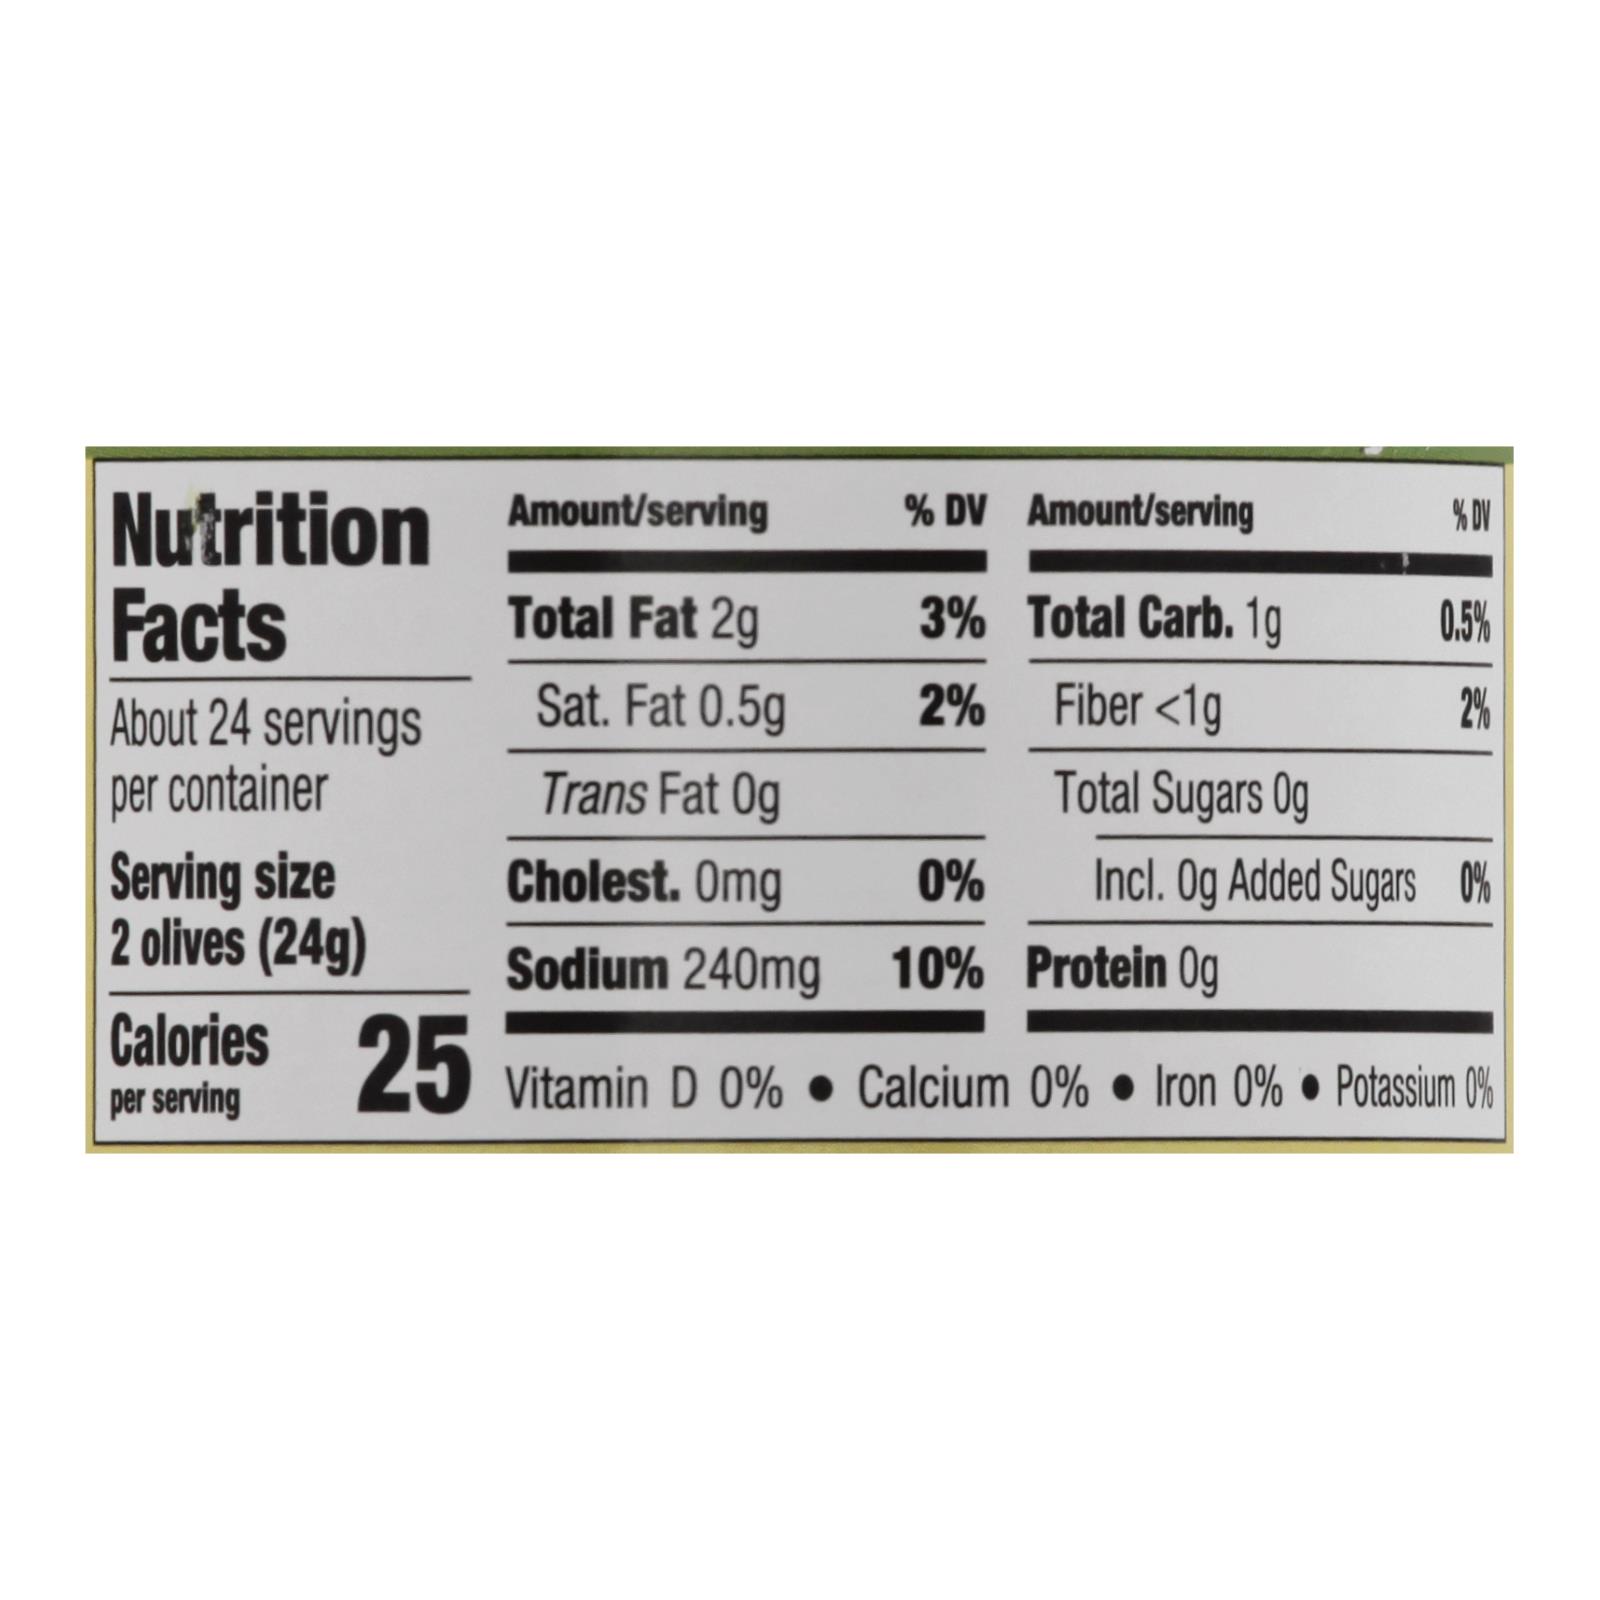 Nutrition
Facts
About 24 servings
per container
Serving size
2 olives (24g)
Calories 25
per serving
Amount/serving % DV
Total Fat 2g 3%
Sat. Fat 0.5g 2%
Trans Fat 0g
Cholest. 0mg 0%
Sodium 240mg 10%
Amount/serving % DV
Total Carb. 1g 0.5%
Fiber <1g 2%
Total Sugars 0g
Incl. 0g Added Sugars 0%
Protein 0g
Vitamin D 0% • Calcium 0% • Iron 0% • Potassium 0%